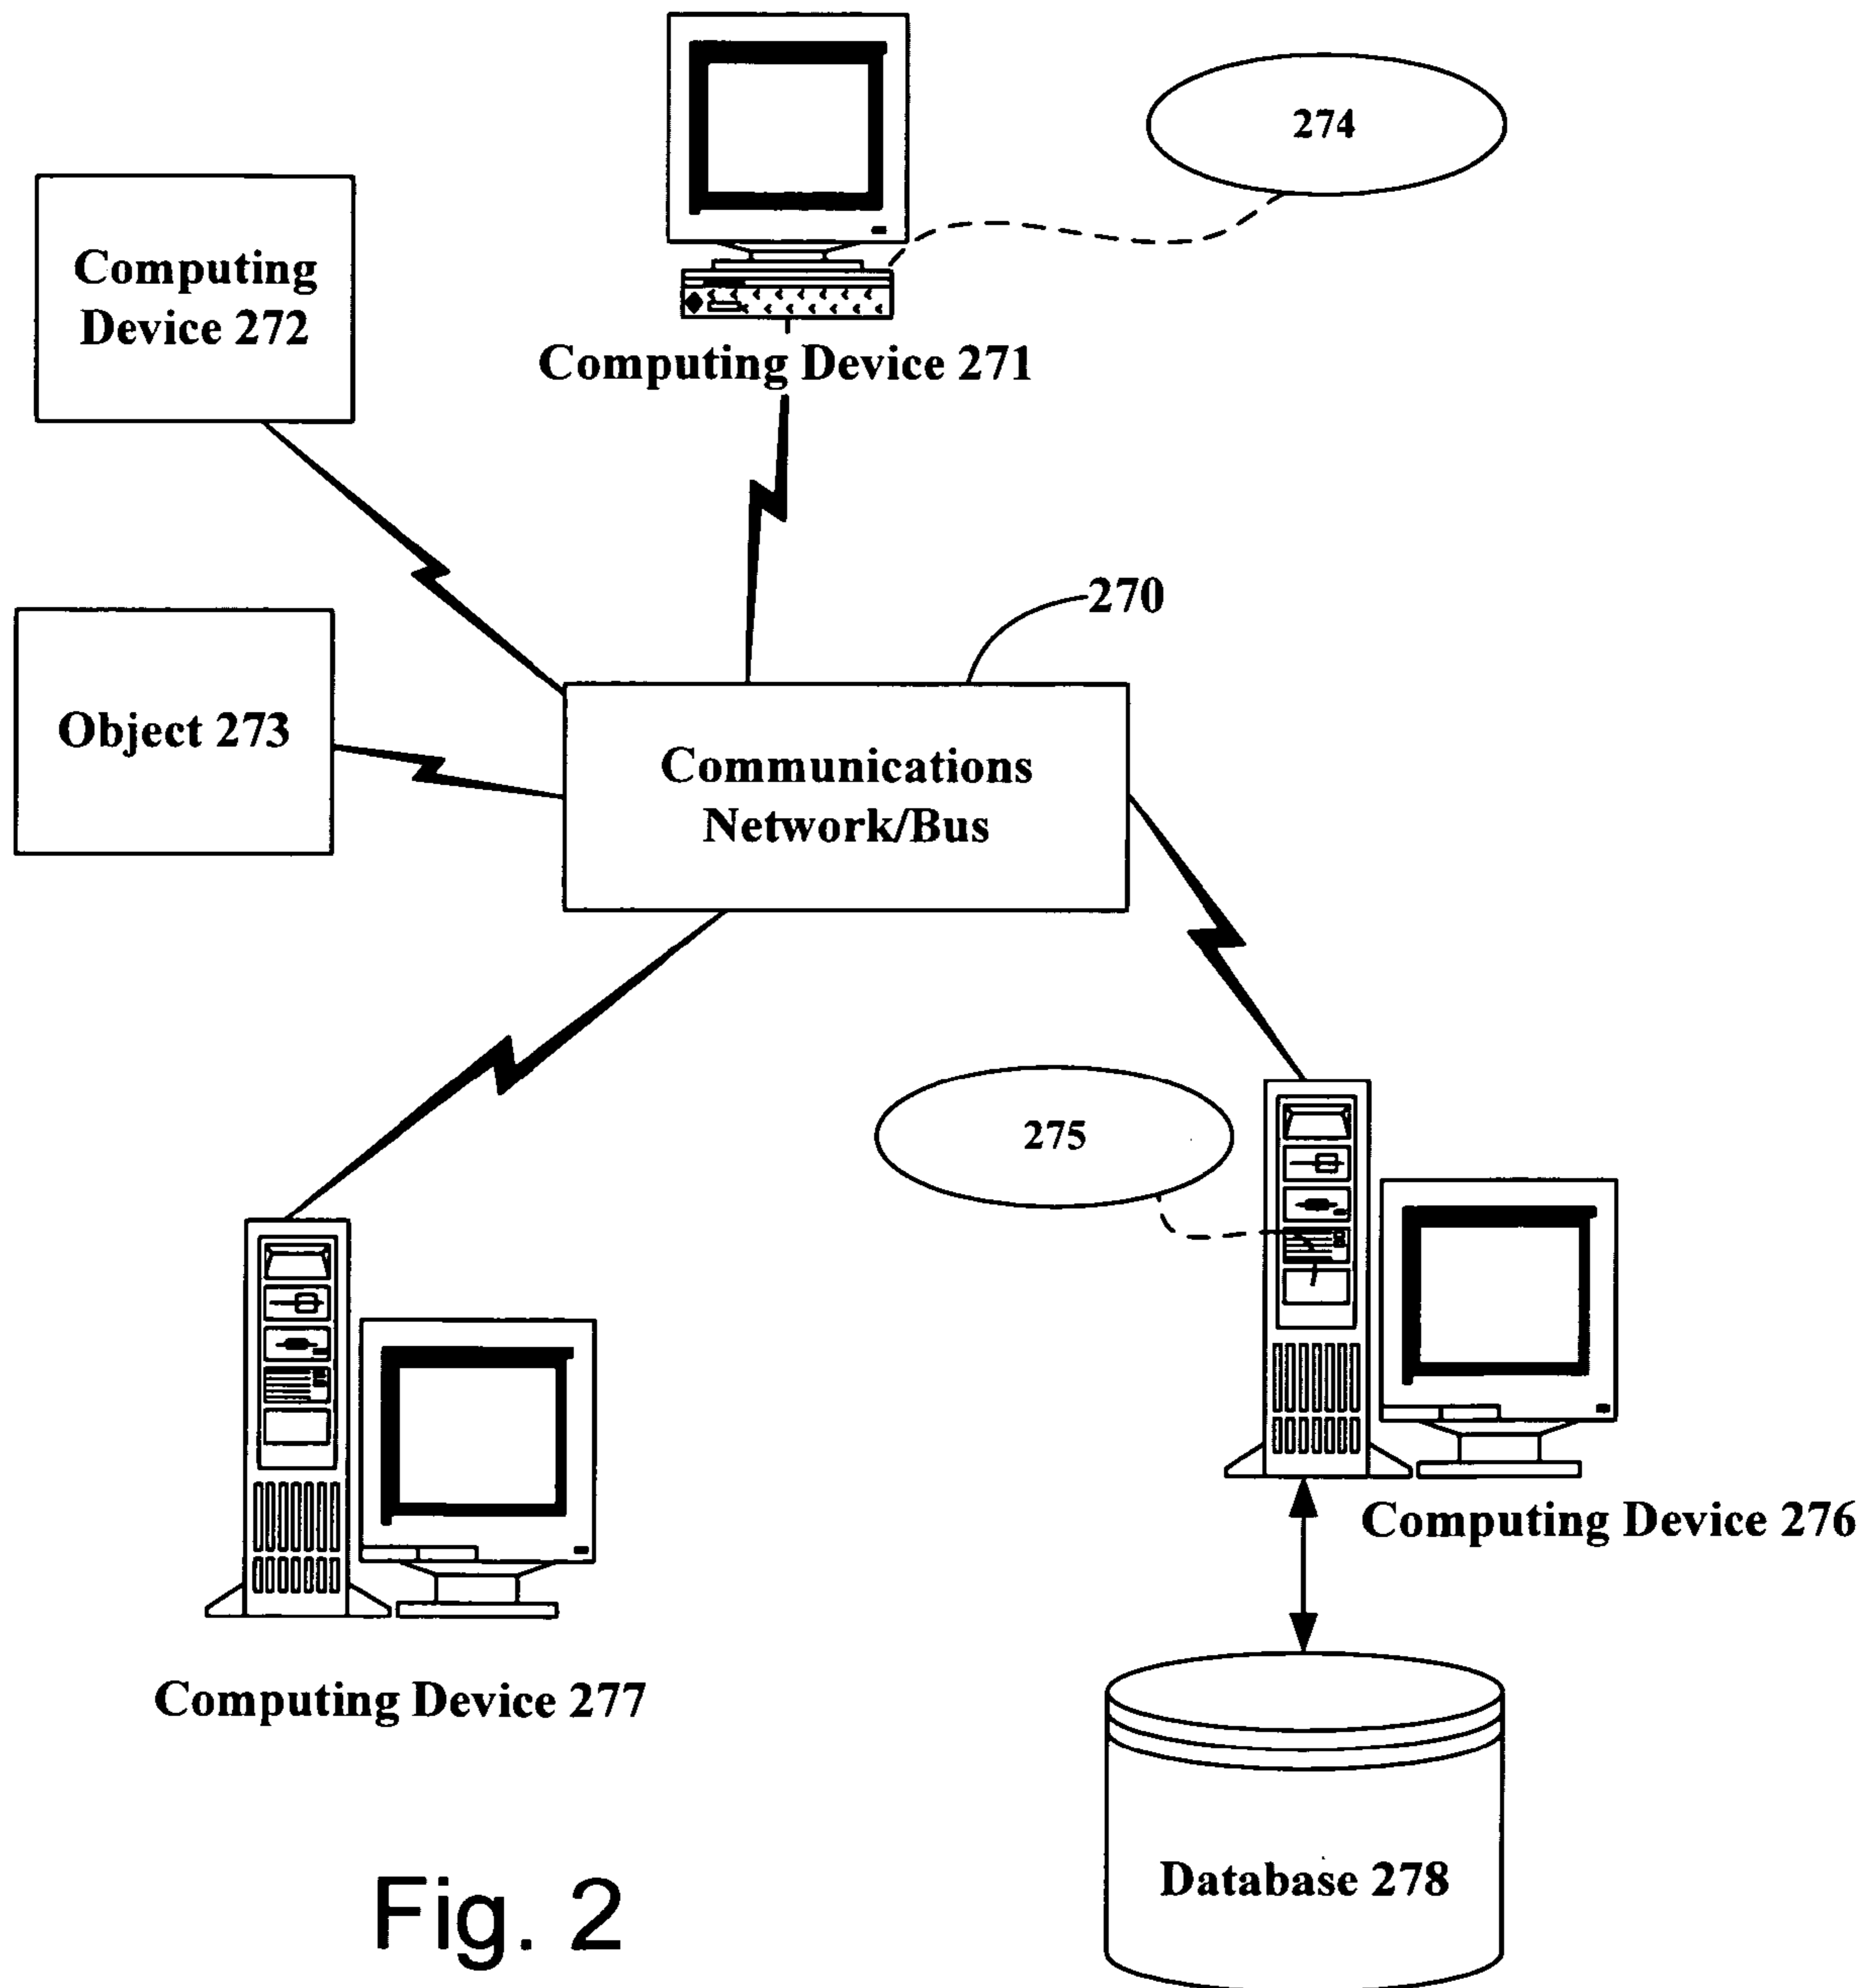 274
Computing
Device 272
Computing Device 271
270
Object 273
Communications
Network/Bus
275
Computing Device 276
Computing Device 277
Database 278
Fig. 2